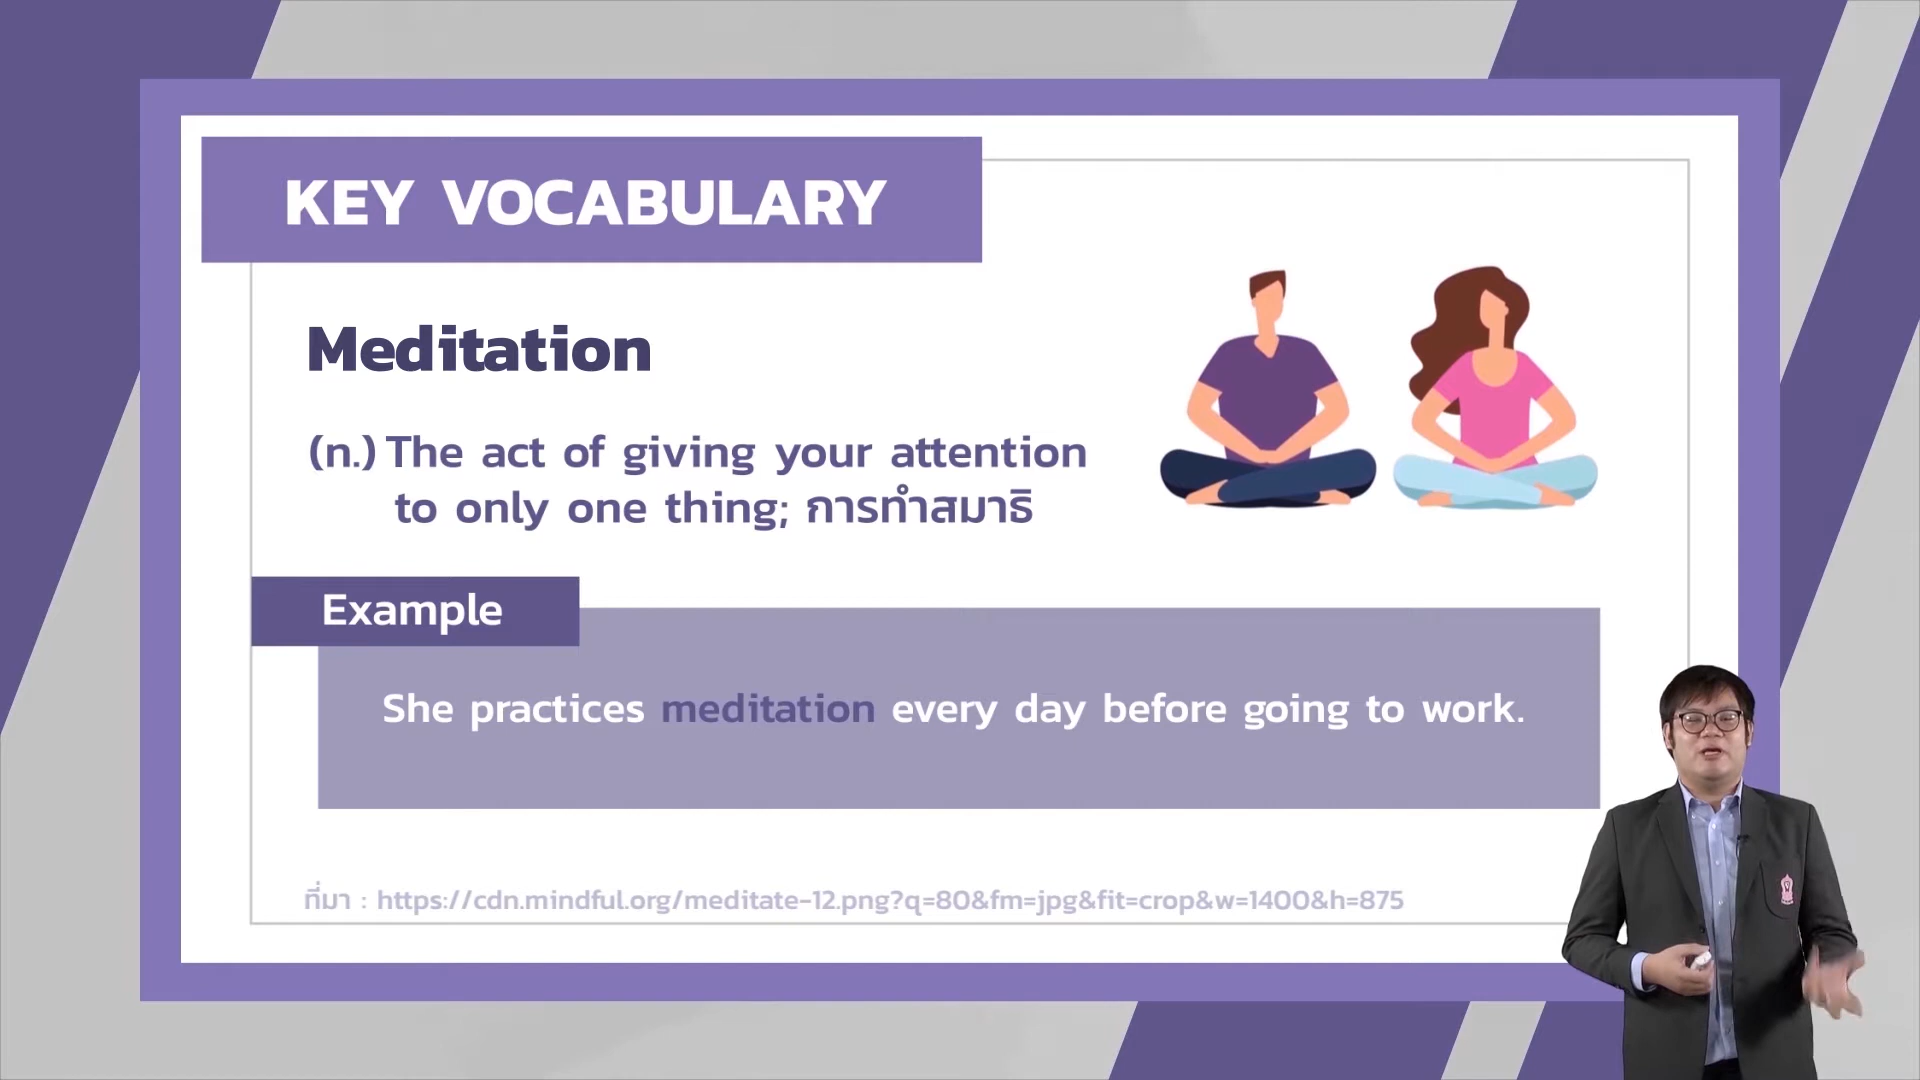 KEY VOCABULARY
Meditation
(n.) The act of giving your attention
to only one thing; การทำสมาธิ
Example
She practices meditation every day before going to work.
ที่มา : https://cdn.mindful.org/meditate-12.png?q=80&fm=jpg&fit=crop&w=1400&h=875